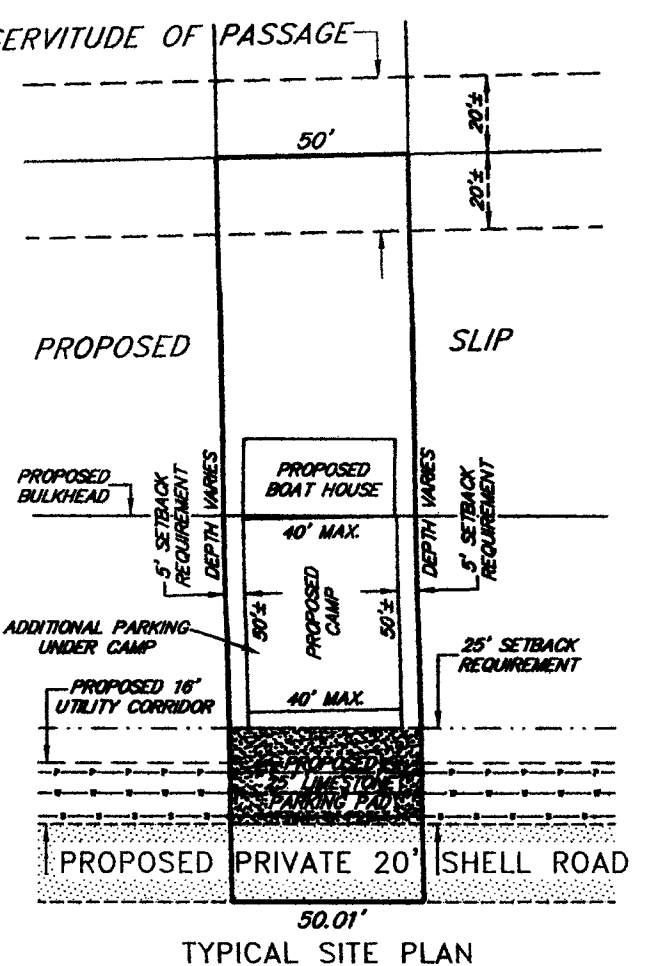 SERVITUDE OF PASSAGE
20'±
50'
20'±
PROPOSED SLIP
PROPOSED
BULKHEAD
5' SETBACK
REQUIREMENT
DEPTH VARIES
PROPOSED
BOAT HOUSE
40' MAX.
DEPTH VARIES
5' SETBACK
REQUIREMENT
50'±
PROPOSED
CAMP
50'±
ADDITIONAL PARKING
UNDER CAMP
25' SETBACK
REQUIREMENT
PROPOSED 16'
UTILITY CORRIDOR
40' MAX.
PROPOSED
25' LIMESTONE
PARKING PAD
PROPOSED PRIVATE 20' SHELL ROAD
50.01'
TYPICAL SITE PLAN